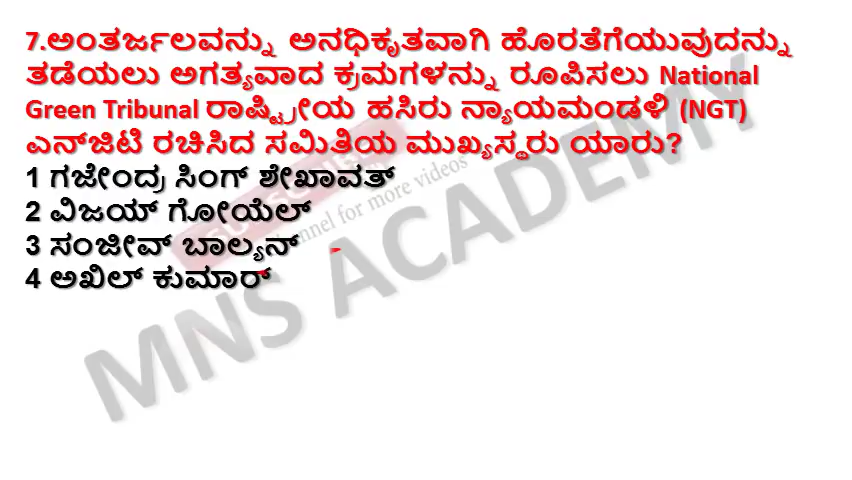 7.ಅಂತರ್ಜಲವನ್ನು ಅನಧಿಕೃತವಾಗಿ ಹೊರತೆಗೆಯುವುದನ್ನು
ತಡೆಯಲು ಅಗತ್ಯವಾದ ಕ್ರಮಗಳನ್ನು ರೂಪಿಸಲು National
Green Tribunal ರಾಷ್ಟ್ರೀಯ ಹಸಿರು ನ್ಯಾಯಮಂಡಳಿ (NGT)
ಎನ್‌ಜಿಟಿ ರಚಿಸಿದ ಸಮಿತಿಯ ಮುಖ್ಯಸ್ಥರು ಯಾರು?
1 ಗಜೇಂದ್ರ ಸಿಂಗ್ ಶೇಖಾವತ್
2 ವಿಜಯ್ ಗೋಯೆಲ್
3 ಸಂಜೀವ್ ಬಾಲ್ಯನ್
4 ಅಖಿಲ್ ಕುಮಾರ್
for more videos
MNS ACADEMY